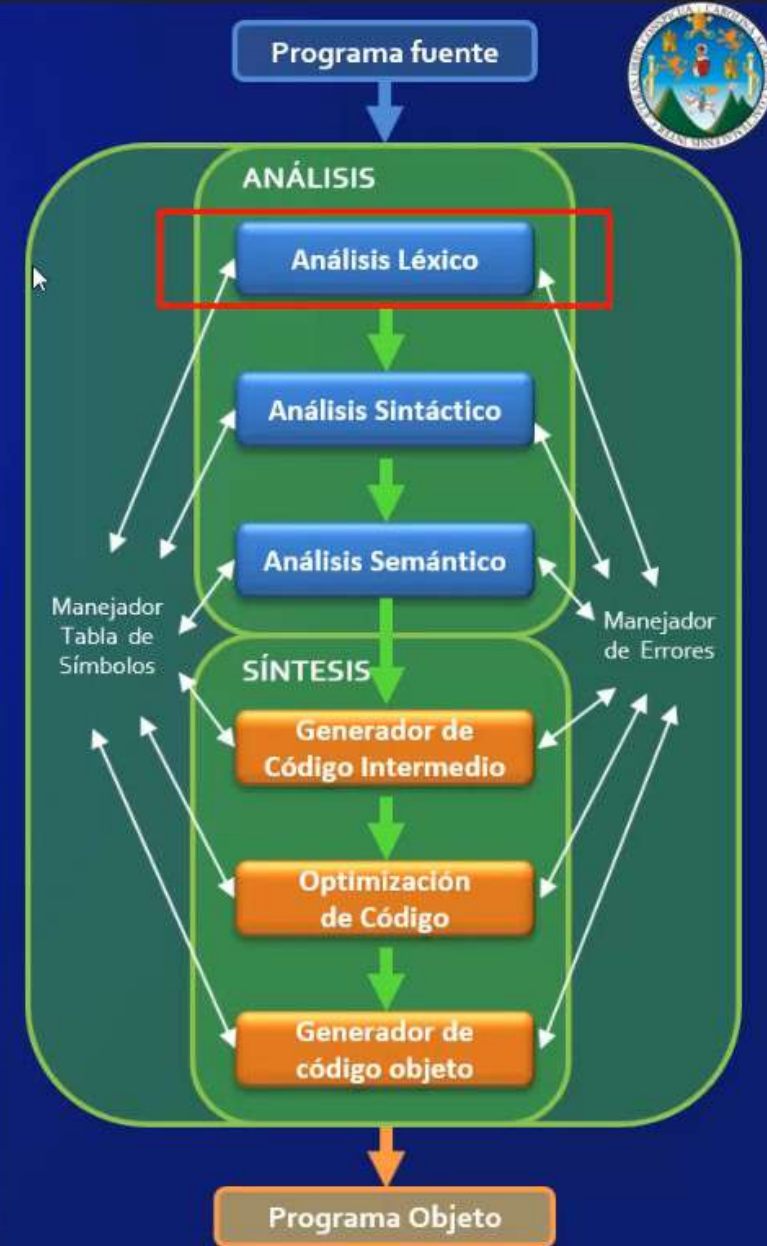 Programa fuente
ANÁLISIS
Análisis Léxico
Análisis Sintáctico
Análisis Semántico
Manejador
Tabla de
Símbolos
Manejador
de Errores
SÍNTESIS
Generador de
Código Intermedio
Optimización
de Código
Generador de
código objeto
Programa Objeto